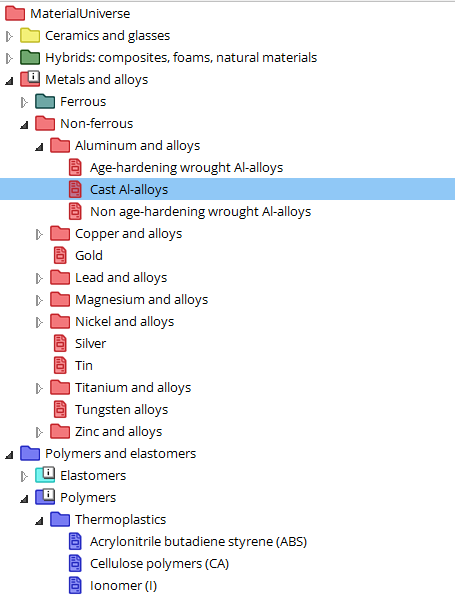 MaterialUniverse
Ceramics and glasses
Hybrids: composites, foams, natural materials
Metals and alloys
Ferrous
Non-ferrous
Aluminum and alloys
Age-hardening wrought Al-alloys
Cast Al-alloys
Non age-hardening wrought Al-alloys
Copper and alloys
Gold
Lead and alloys
Magnesium and alloys
Nickel and alloys
Silver
Tin
Titanium and alloys
Tungsten alloys
Zinc and alloys
Polymers and elastomers
Elastomers
Polymers
Thermoplastics
Acrylonitrile butadiene styrene (ABS)
Cellulose polymers (CA)
Ionomer (I)